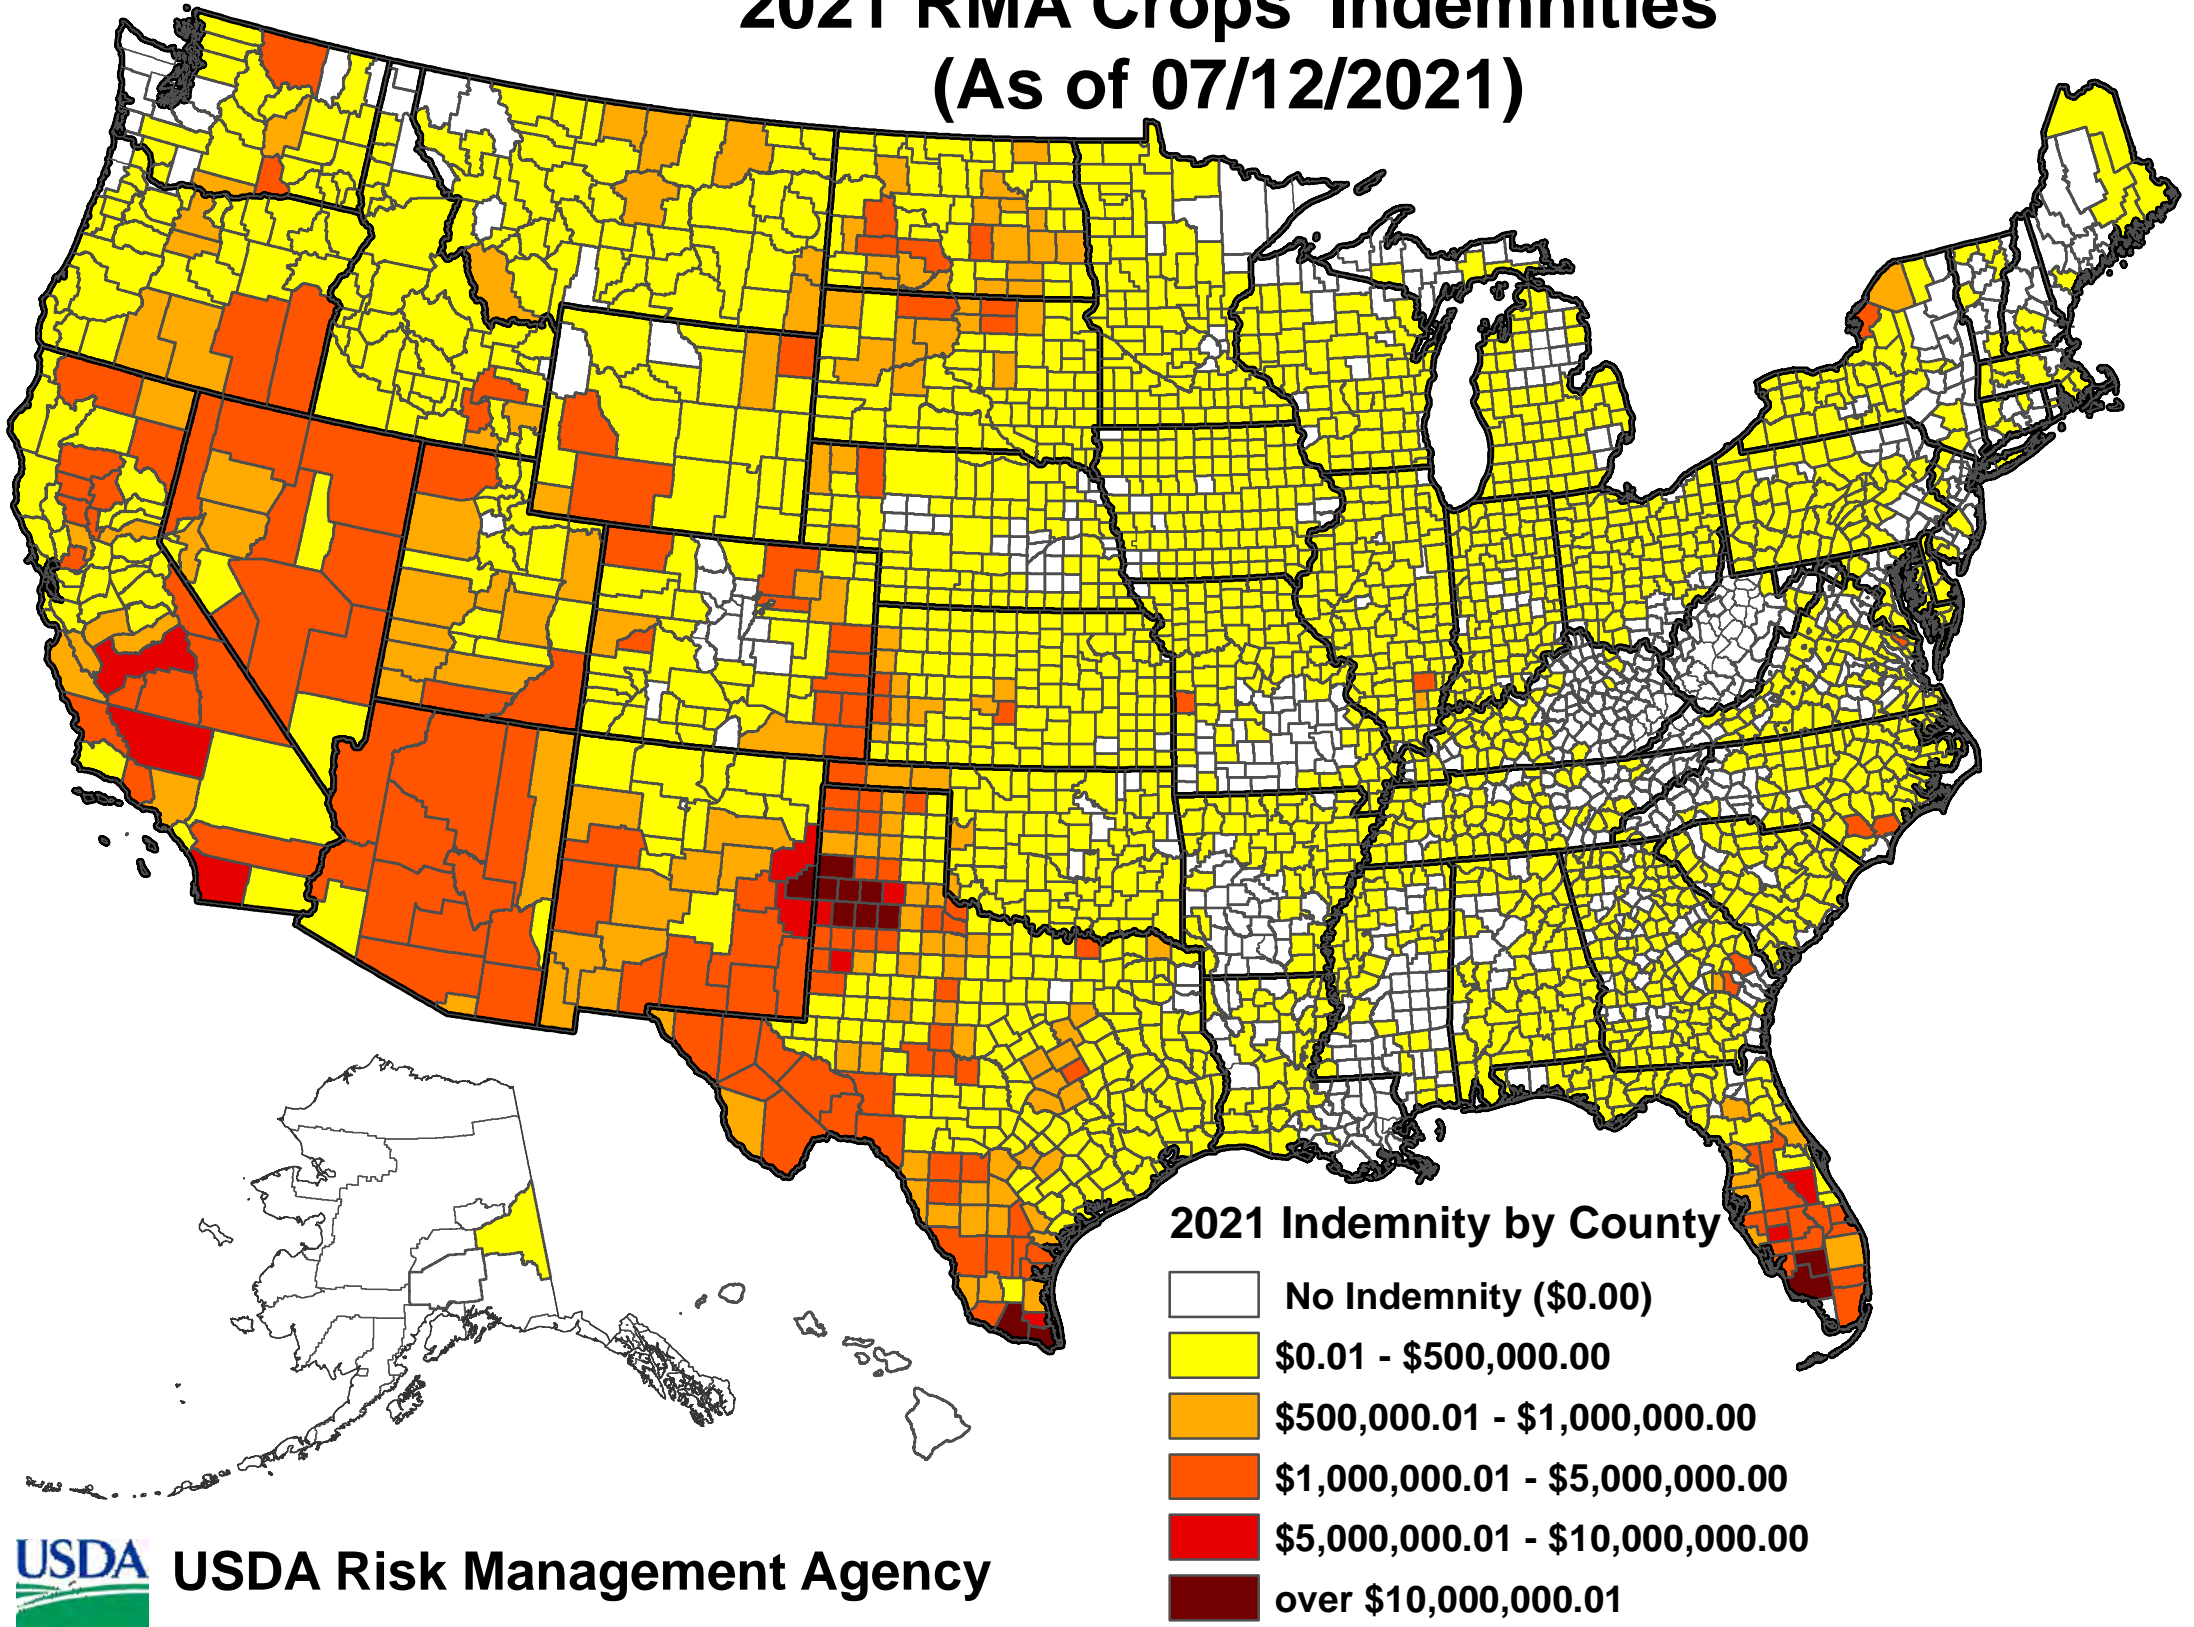 2021 RMA Crops' Indemnities
(As of 07/12/2021)
2021 Indemnity by County
No Indemnity ($0.00)
$0.01 - $500,000.00
$500,000.01 - $1,000,000.00
$1,000,000.01 - $5,000,000.00
$5,000,000.01 - $10,000,000.00
over $10,000,000.01
USDA
USDA Risk Management Agency